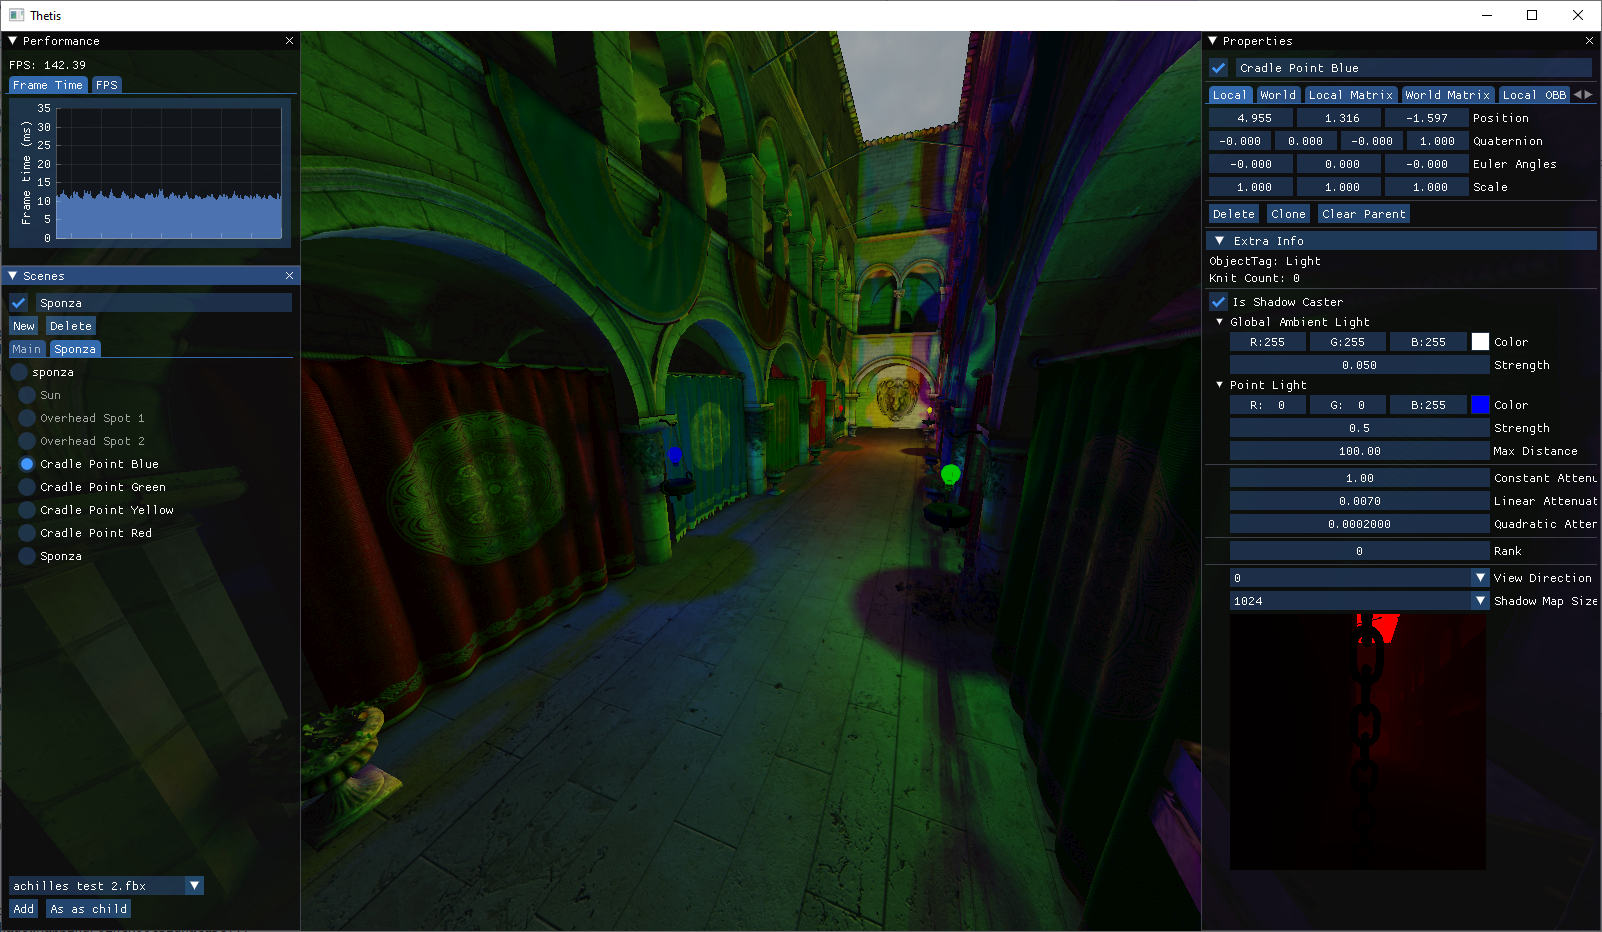 Thetis
Performance
FPS: 142.39
Frame Time FPS
35
30
25
20
15
10
5
0
Frame time (ms)
Scenes
Sponza
New Delete
Main Sponza
sponza
Sun
Overhead Spot 1
Overhead Spot 2
Cradle Point Blue
Cradle Point Green
Cradle Point Yellow
Cradle Point Red
Sponza
achilles test 2.fbx
Add As as child
Properties
Cradle Point Blue
Local World Local Matrix World Matrix Local OBB
4.955 1.316 -1.597 Position
-0.000 0.000 -0.000 1.000 Quaternion
-0.000 0.000 -0.000 Euler Angles
1.000 1.000 1.000 Scale
Delete Clone Clear Parent
Extra Info
ObjectTag: Light
Knit Count: 0
Is Shadow Caster
Global Ambient Light
R:255 G:255 B:255 Color
0.050 Strength
Point Light
R: 0 G: 0 B:255 Color
0.5 Strength
100.00 Max Distance
1.00 Constant Attenu
0.0070 Linear Attenuat
0.0002000 Quadratic Atter
0 Rank
0 View Direction
1024 Shadow Map Size